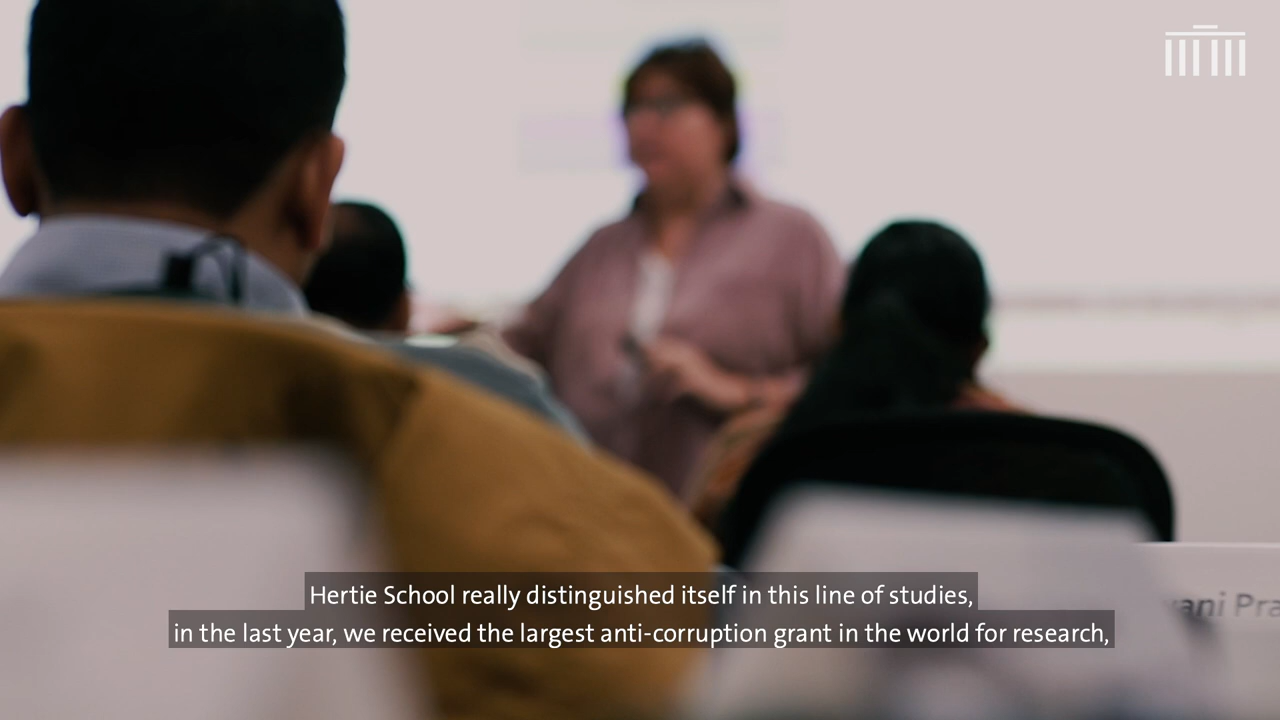 Hertie School really distinguished itself in this line of studies,
in the last year, we received the largest anti-corruption grant in the world for research,